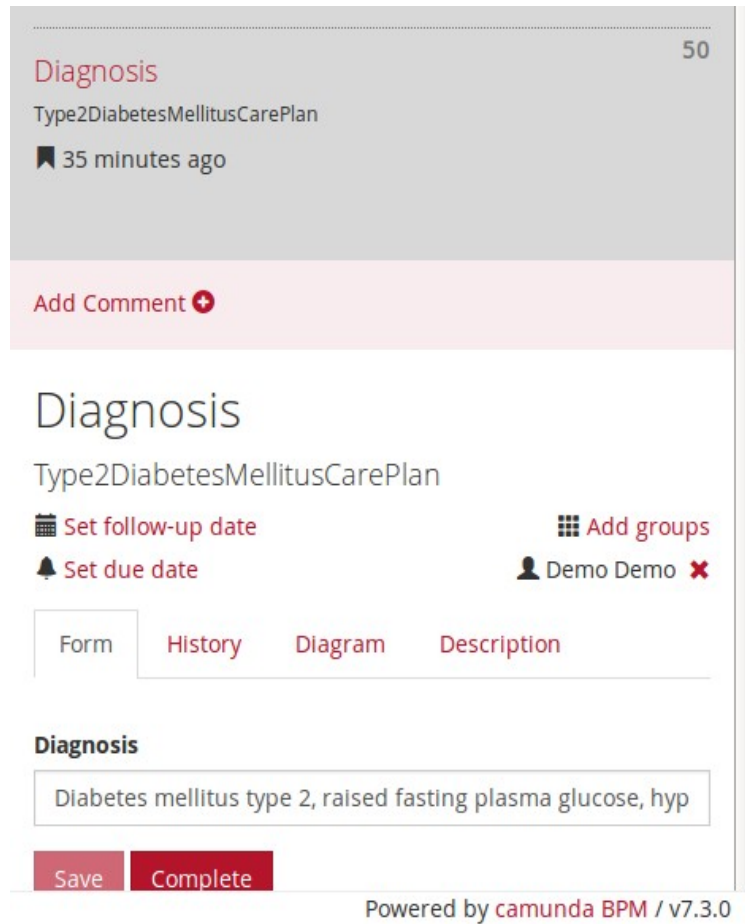 50
Diagnosis
Type2DiabetesMellitusCarePlan
35 minutes ago
Add Comment
Diagnosis
Type2DiabetesMellitusCarePlan
Set follow-up date Add groups
Set due date Demo Demo
Form History Diagram Description
Diagnosis
Diabetes mellitus type 2, raised fasting plasma glucose, hyp
Save Complete
Powered by camunda BPM / v7.3.0